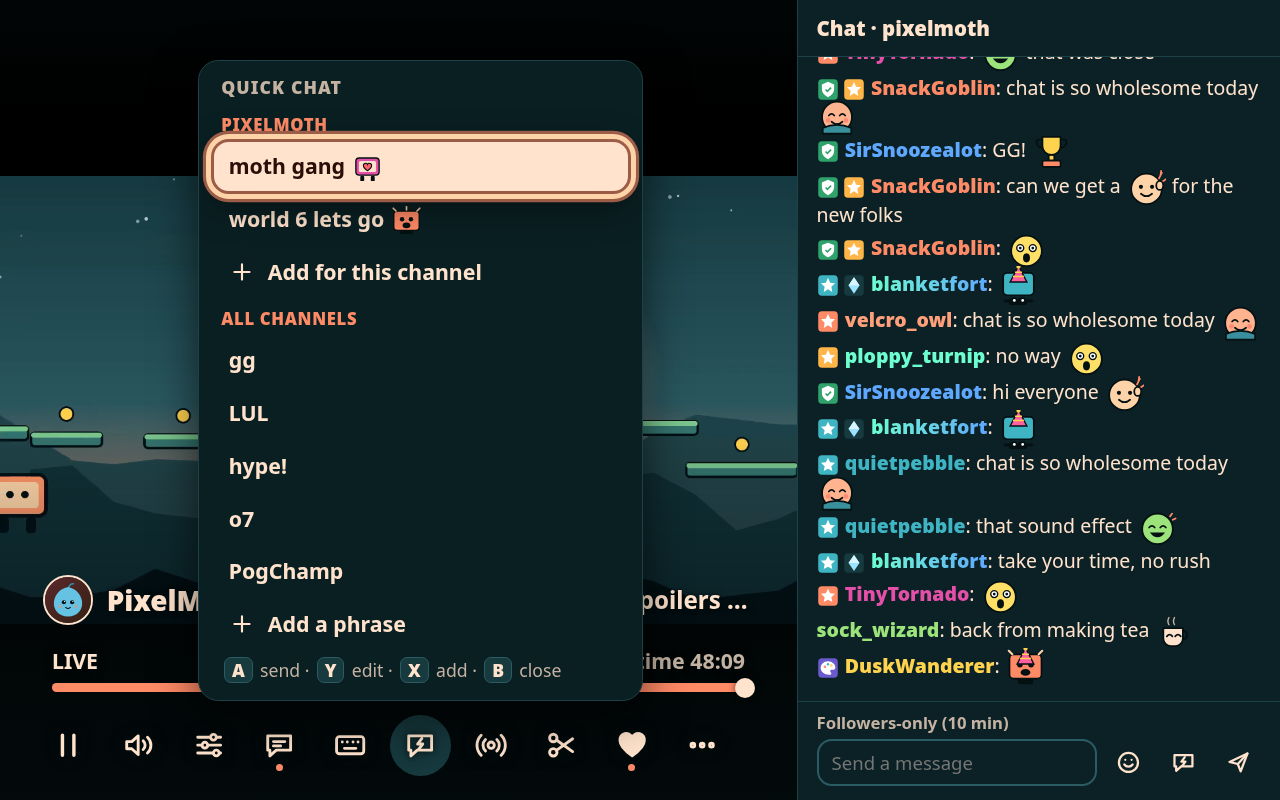 QUICK CHAT
PIXELMOTH
moth gang
world 6 lets go
Add for this channel
ALL CHANNELS
gg
LUL
hype!
o7
PogChamp
Add a phrase
A send · Y edit · X add · B close
PixelM
poilers ...
LIVE
ime 48:09
Chat · pixelmoth
TinyTornado: that was close
SnackGoblin: chat is so wholesome today
SirSnoozealot: GG!
SnackGoblin: can we get a for the
new folks
SnackGoblin:
blanketfort:
velcro_owl: chat is so wholesome today
ploppy_turnip: no way
SirSnoozealot: hi everyone
blanketfort:
quietpebble: chat is so wholesome today
quietpebble: that sound effect
blanketfort: take your time, no rush
TinyTornado:
sock_wizard: back from making tea
DuskWanderer:
Followers-only (10 min)
Send a message